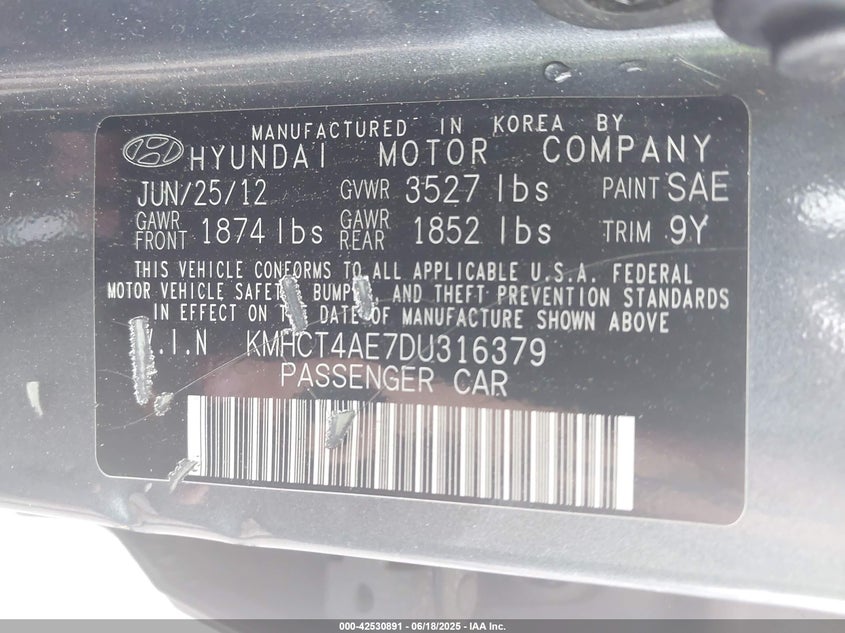 MANUFACTURED IN KOREA BY
HYUNDAI MOTOR COMPANY
JUN/25/12 GVWR 3527 lbs PAINT SAE
GAWR FRONT 1874 lbs GAWR REAR 1852 lbs TRIM 9Y
THIS VEHICLE CONFORMS TO ALL APPLICABLE U.S.A. FEDERAL
MOTOR VEHICLE SAFETY, BUMPER, AND THEFT PREVENTION STANDARDS
IN EFFECT ON THE DATE OF MANUFACTURE SHOWN ABOVE
V.I.N KMHCT4AE7DU316379
PASSENGER CAR
000-42530891 - 06/18/2025 - IAA Inc.